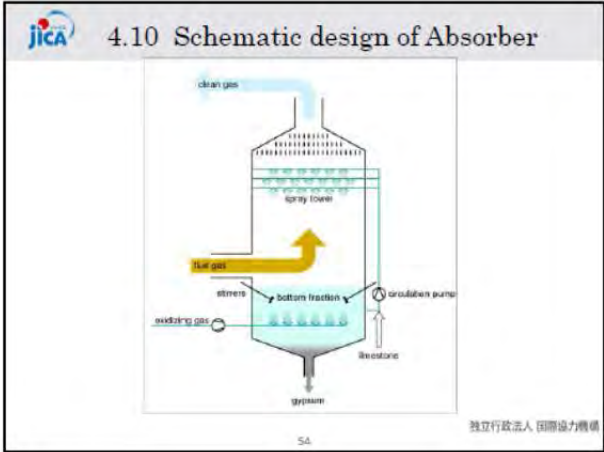 jICA
4.10 Schematic design of Absorber
clean gas
spray tower
flue gas
stirrers
bottom fraction
circulation pump
oxidizing gas
limestone
gypsum
独立行政法人 国際協力機構
54